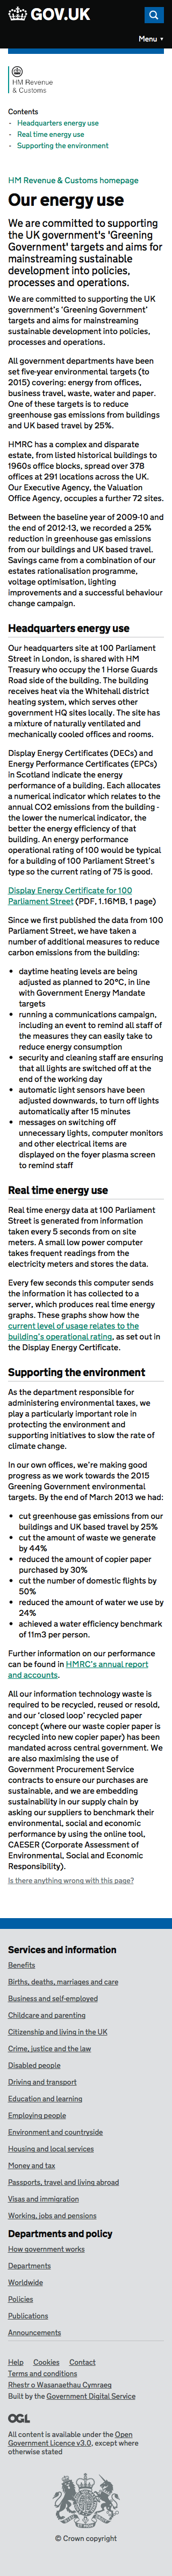 GOV.UK
Menu ▼
HM Revenue
& Customs
Contents
- Headquarters energy use
- Real time energy use
- Supporting the environment
HM Revenue & Customs homepage
Our energy use
We are committed to supporting
the UK government's 'Greening
Government' targets and aims for
mainstreaming sustainable
development into policies,
processes and operations.
We are committed to supporting the UK
government's 'Greening Government'
targets and aims for mainstreaming
sustainable development into policies,
processes and operations.
All government departments have been
set five-year environmental targets (to
2015) covering: energy from offices,
business travel, waste, water and paper.
One of these targets is to reduce
greenhouse gas emissions from buildings
and UK based travel by 25%.
HMRC has a complex and disparate
estate, from listed historical buildings to
1960s office blocks, spread over 378
offices at 291 locations across the UK.
Our Executive Agency, the Valuation
Office Agency, occupies a further 72 sites.
Between the baseline year of 2009-10 and
the end of 2012-13, we recorded a 25%
reduction in greenhouse gas emissions
from our buildings and UK based travel.
Savings came from a combination of our
estates rationalisation programme,
voltage optimisation, lighting
improvements and a successful behaviour
change campaign.
Headquarters energy use
Our headquarters site at 100 Parliament
Street in London, is shared with HM
Treasury who occupy the 1 Horse Guards
Road side of the building. The building
receives heat via the Whitehall district
heating system, which serves other
government HQ sites locally. The site has
a mix of naturally ventilated and
mechanically cooled offices and rooms.
Display Energy Certificates (DECs) and
Energy Performance Certificates (EPCs)
in Scotland indicate the energy
performance of a building. Each allocates
a numerical indicator which relates to the
annual CO2 emissions from the building -
the lower the numerical indicator,
the better the energy efficiency of that
building. An energy performance
operational rating of 100 would be typical
for a building of 100 Parliament Street's
type so the current rating of 75 is good.
Display Energy Certificate for 100
Parliament Street (PDF, 1.16MB, 1 page)
Since we first published the data from 100
Parliament Street, we have taken a
number of additional measures to reduce
carbon emissions from the building:
• daytime heating levels are being
adjusted as planned to 20°C, in line
with Government Energy Mandate
targets
• running a communications campaign,
including an event to remind all staff of
the measures they can easily take to
reduce energy consumption
• security and cleaning staff are ensuring
that all lights are switched off at the
end of the working day
• automatic light sensors have been
adjusted downwards, to turn off lights
automatically after 15 minutes
• messages on switching off
unnecessary lights, computer monitors
and other electrical items are
displayed on the foyer plasma screen
to remind staff
Real time energy use
Real time energy data at 100 Parliament
Street is generated from information
taken every 5 seconds from on site
meters. A small low power computer
takes frequent readings from the
electricity meters and stores the data.
Every few seconds this computer sends
the information it has collected to a
server, which produces real time energy
graphs. These graphs show how the
current level of usage relates to the
building's operational rating, as set out in
the Display Energy Certificate.
Supporting the environment
As the department responsible for
administering environmental taxes, we
play a particularly important role in
protecting the environment and
supporting initiatives to slow the rate of
climate change.
In our own offices, we're making good
progress as we work towards the 2015
Greening Government environmental
targets. By the end of March 2013 we had:
• cut greenhouse gas emissions from our
buildings and UK based travel by 25%
• cut the amount of waste we generate
by 44%
• reduced the amount of copier paper
purchased by 30%
• cut the number of domestic flights by
50%
• reduced the amount of water we use by
24%
• achieved a water efficiency benchmark
of 11m3 per person.
Further information on our performance
can be found in HMRC's annual report
and accounts.
All our information technology waste is
required to be recycled, reused or resold,
and our 'closed loop' recycled paper
concept (where our waste copier paper is
recycled into new copier paper) has been
mandated across central government. We
are also maximising the use of
Government Procurement Service
contracts to ensure our purchases are
sustainable, and we are embedding
sustainability in our supply chain by
asking our suppliers to benchmark their
environmental, social and economic
performance by using the online tool,
CAESER (Corporate Assessment of
Environmental, Social and Economic
Responsibility).
Is there anything wrong with this page?
Services and information
Benefits
Births, deaths, marriages and care
Business and self-employed
Childcare and parenting
Citizenship and living in the UK
Crime, justice and the law
Disabled people
Driving and transport
Education and learning
Employing people
Environment and countryside
Housing and local services
Money and tax
Passports, travel and living abroad
Visas and immigration
Working, jobs and pensions
Departments and policy
How government works
Departments
Worldwide
Policies
Publications
Announcements
Help Cookies Contact
Terms and conditions
Rhestr o Wasanaethau Cymraeg
Built by the Government Digital Service
OGL
All content is available under the Open
Government Licence v3.0, except where
otherwise stated
© Crown copyright